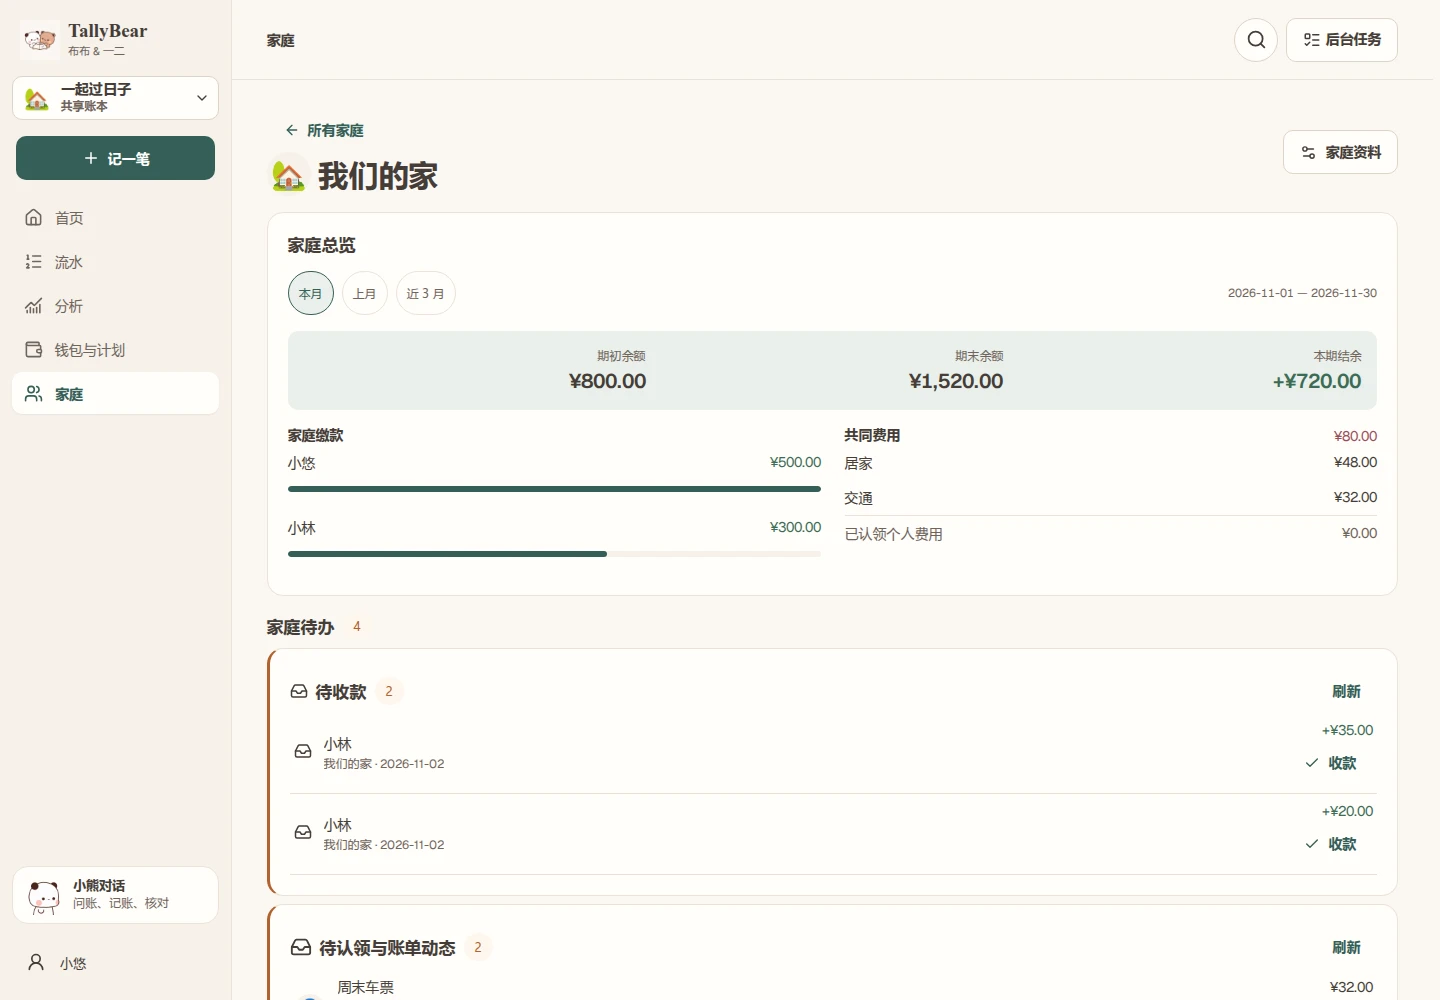 TallyBear
布布 & 一二
一起过日子
共享账本
记一笔
首页
流水
分析
钱包与计划
家庭
小熊对话
问账、记账、核对
小悠
家庭
后台任务
所有家庭
我们的家
家庭资料
家庭总览
本月
上月
近 3 月
2026-11-01 — 2026-11-30
期初余额
¥800.00
期末余额
¥1,520.00
本期结余
+¥720.00
家庭缴款
小悠
¥500.00
小林
¥300.00
共同费用
¥80.00
居家
¥48.00
交通
¥32.00
已认领个人费用
¥0.00
家庭待办 4
待收款 2
刷新
小林
我们的家 · 2026-11-02
+¥35.00
收款
小林
我们的家 · 2026-11-02
+¥20.00
收款
待认领与账单动态 2
刷新
周末车票
¥32.00